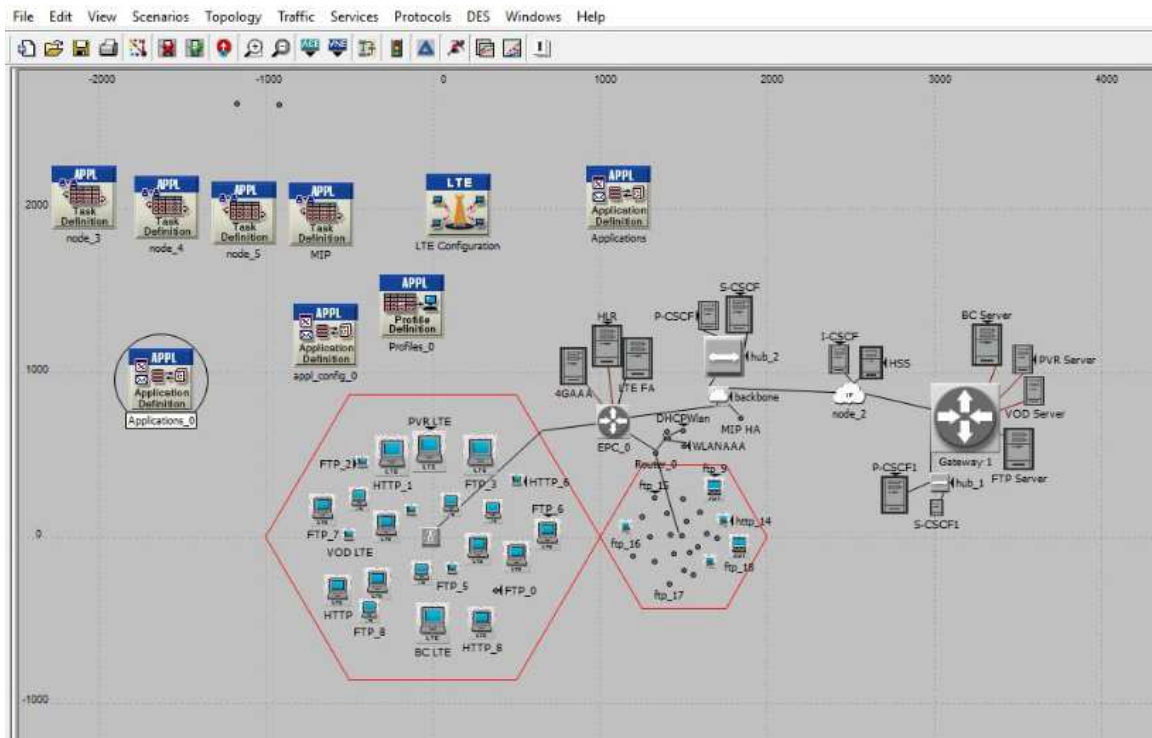 File Edit View Scenarios Topology Traffic Services Protocols DES Windows Help
-2000 -1000 0 1000 2000 3000 4000
2000
APPL
Task Definition
node_3
APPL
Task Definition
node_4
APPL
Task Definition
node_5
APPL
Task Definition
MIP
LTE
LTE Configuration
APPL
Application Definition
Applications
APPL
Profile Definition
Profiles_0
APPL
Application Definition
appl_config_0
APPL
Application Definition
Applications_0
1000
S-CSCF
P-CSCF
hub_2
HLR
4GAAA
LTE FA
EPC_0
backbone
MIP HA
I-CSCF
HSS
IP
node_2
BC Server
PVR Server
VOD Server
Gateway 1
FTP Server
P-CSCF1
hub_1
S-CSCF1
DHCPWlan
WLANAAA
Router_0
PVR LTE
FTP_2
HTTP_1
FTP_3
HTTP_6
FTP_6
FTP_7
VOD LTE
FTP_5
FTP_0
HTTP
FTP_8
BC LTE
HTTP_8
ftp_9
ftp_15
http_14
ftp_16
ftp_18
ftp_17
0
-1000